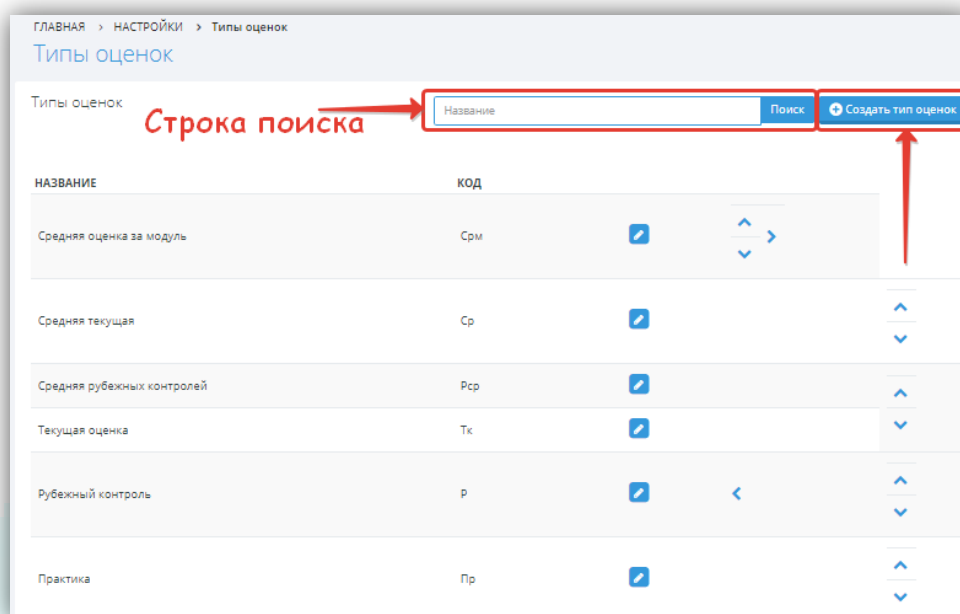 ГЛАВНАЯ > НАСТРОЙКИ > Типы оценок
Типы оценок
Типы оценок
Строка поиска
Название
Поиск
Создать тип оценок
НАЗВАНИЕ КОД
Средняя оценка за модуль Срм
Средняя текущая Ср
Средняя рубежных контролей Рср
Текущая оценка Тк
Рубежный контроль Р
Практика Пр